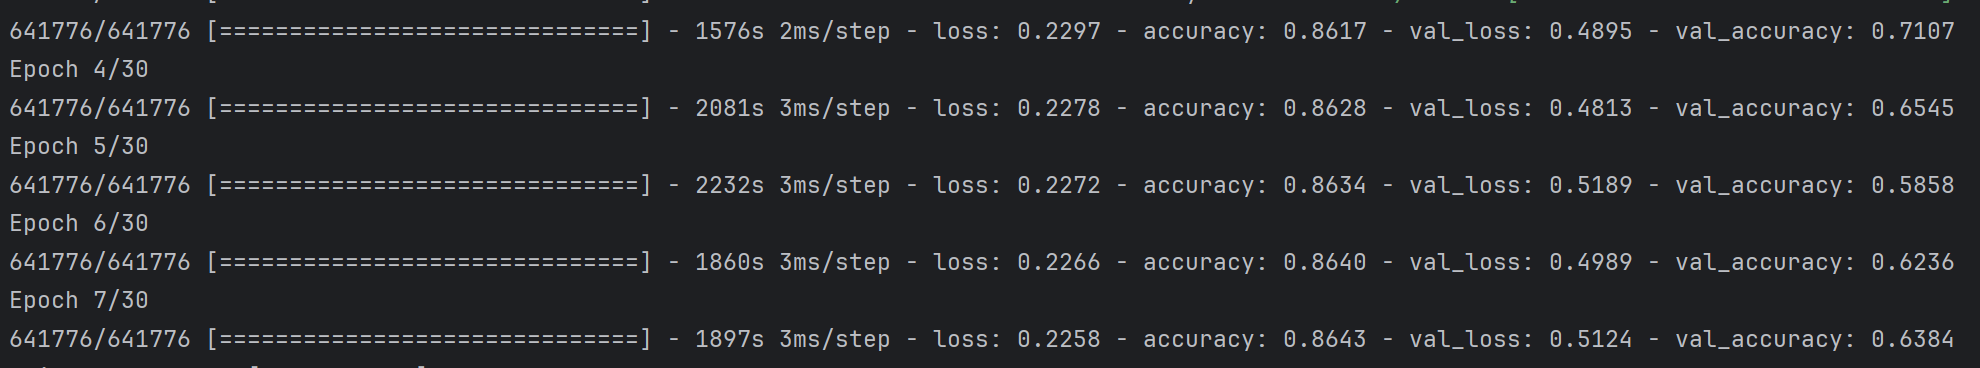 641776/641776 [==============================] - 1576s 2ms/step - loss: 0.2297 - accuracy: 0.8617 - val_loss: 0.4895 - val_accuracy: 0.7107
Epoch 4/30
641776/641776 [==============================] - 2081s 3ms/step - loss: 0.2278 - accuracy: 0.8628 - val_loss: 0.4813 - val_accuracy: 0.6545
Epoch 5/30
641776/641776 [==============================] - 2232s 3ms/step - loss: 0.2272 - accuracy: 0.8634 - val_loss: 0.5189 - val_accuracy: 0.5858
Epoch 6/30
641776/641776 [==============================] - 1860s 3ms/step - loss: 0.2266 - accuracy: 0.8640 - val_loss: 0.4989 - val_accuracy: 0.6236
Epoch 7/30
641776/641776 [==============================] - 1897s 3ms/step - loss: 0.2258 - accuracy: 0.8643 - val_loss: 0.5124 - val_accuracy: 0.6384